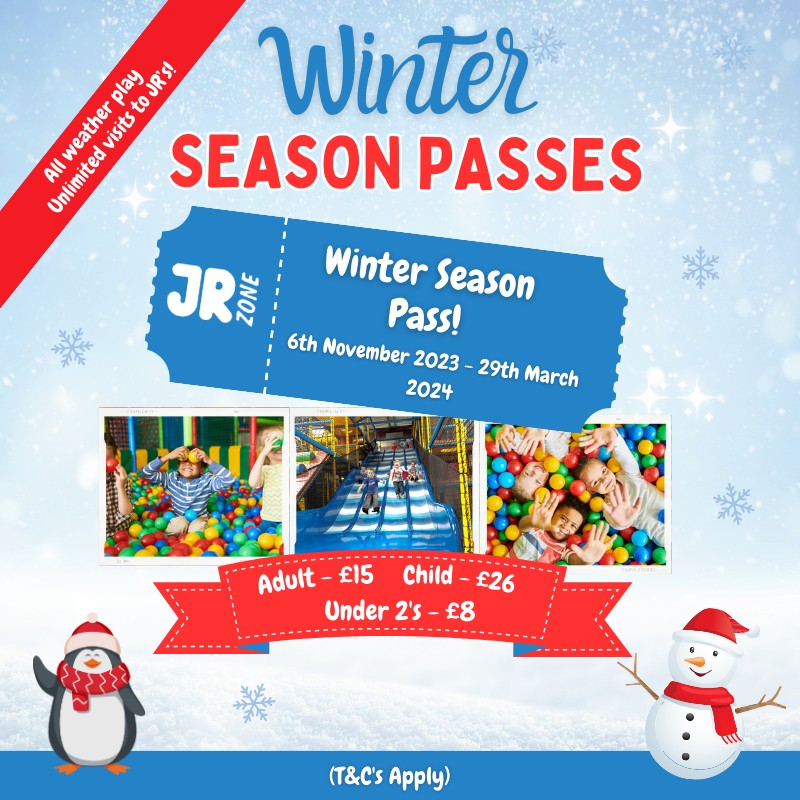 All weather play
Unlimited visits to JR's!
Winter
SEASON PASSES
JR ZONE
Winter Season
Pass!
6th November 2023 - 29th March
2024
Adult - £15 Child - £26
Under 2's - £8
(T&C's Apply)